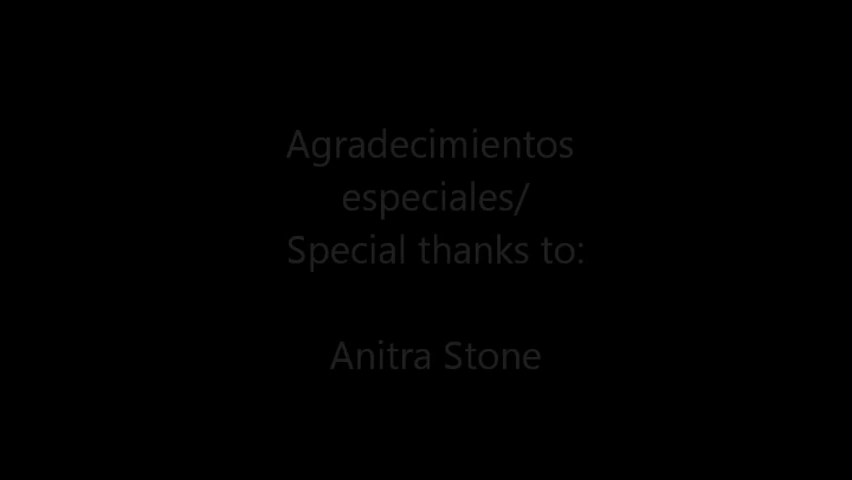 Agradecimientos
especiales/
Special thanks to:
Anitra Stone